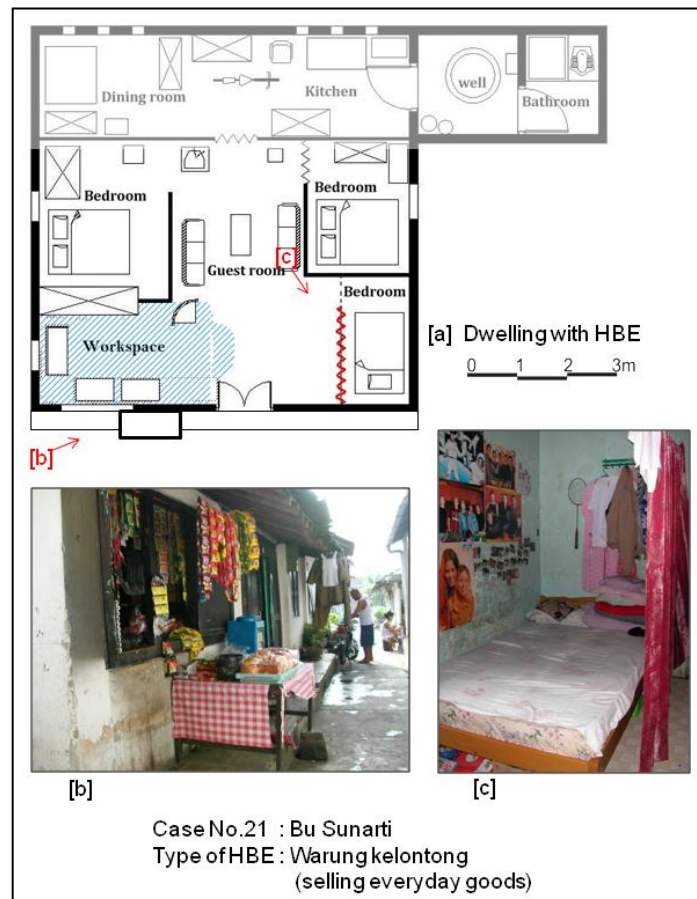 Dining room
Kitchen
well
Bathroom
Bedroom
Bedroom
[c]
Guest room
Bedroom
Workspace
[a] Dwelling with HBE
0 1 2 3m
[b]
[b]
[c]
Case No.21 : Bu Sunarti
Type of HBE : Warung kelontong
(selling everyday goods)